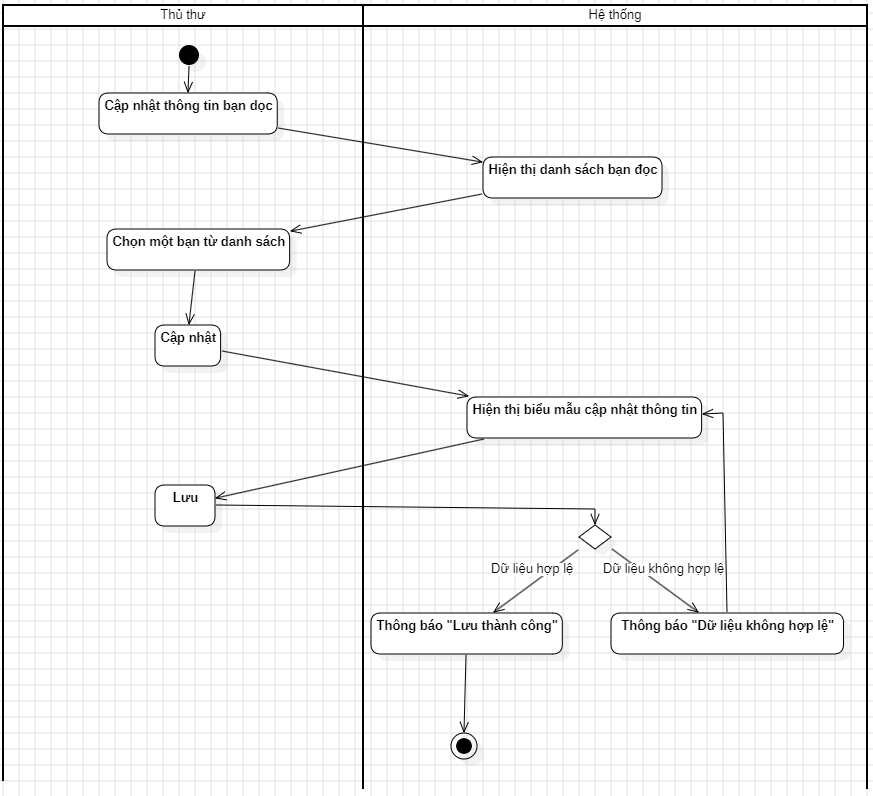 Thủ thư
Hệ thống
Cập nhật thông tin bạn dọc
Hiện thị danh sách bạn đọc
Chọn một bạn từ danh sách
Cập nhật
Hiện thị biểu mẫu cập nhật thông tin
Lưu
Dữ liệu hợp lệ
Dữ liệu không hợp lệ
Thông báo "Lưu thành công"
Thông báo "Dữ liệu không hợp lệ"